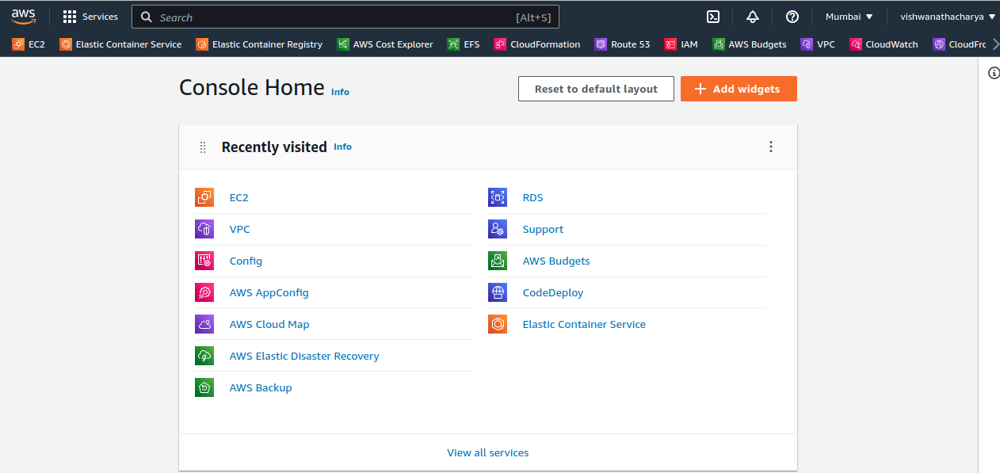 aws Services Search [Alt+S] Mumbai vishwanathacharya
EC2 Elastic Container Service Elastic Container Registry AWS Cost Explorer EFS CloudFormation Route 53 IAM AWS Budgets VPC CloudWatch CloudFrc
Console Home Info Reset to default layout Add widgets
Recently visited Info
EC2
VPC
Config
AWS AppConfig
AWS Cloud Map
AWS Elastic Disaster Recovery
AWS Backup
RDS
Support
AWS Budgets
CodeDeploy
Elastic Container Service
View all services